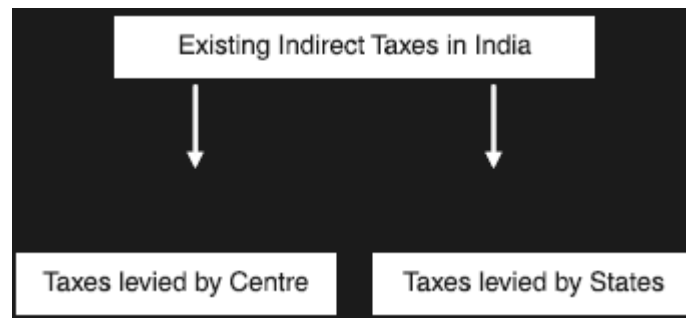 Existing Indirect Taxes in India
Taxes levied by Centre
Taxes levied by States